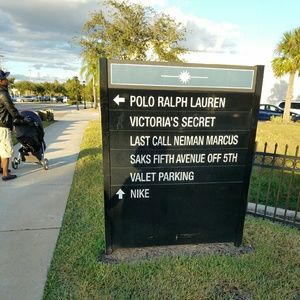 ← POLO RALPH LAUREN
VICTORIA'S SECRET
LAST CALL NEIMAN MARCUS
SAKS FIFTH AVENUE OFF 5TH
VALET PARKING
↑ NIKE